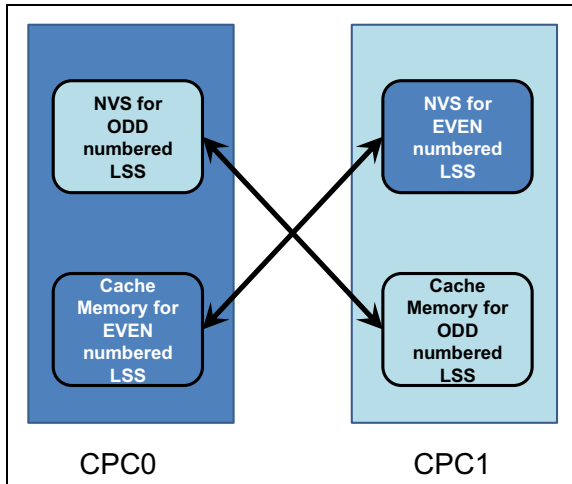 NVS for
ODD
numbered
LSS
NVS for
EVEN
numbered
LSS
Cache
Memory for
EVEN
numbered
LSS
Cache
Memory for
ODD
numbered
LSS
CPC0
CPC1